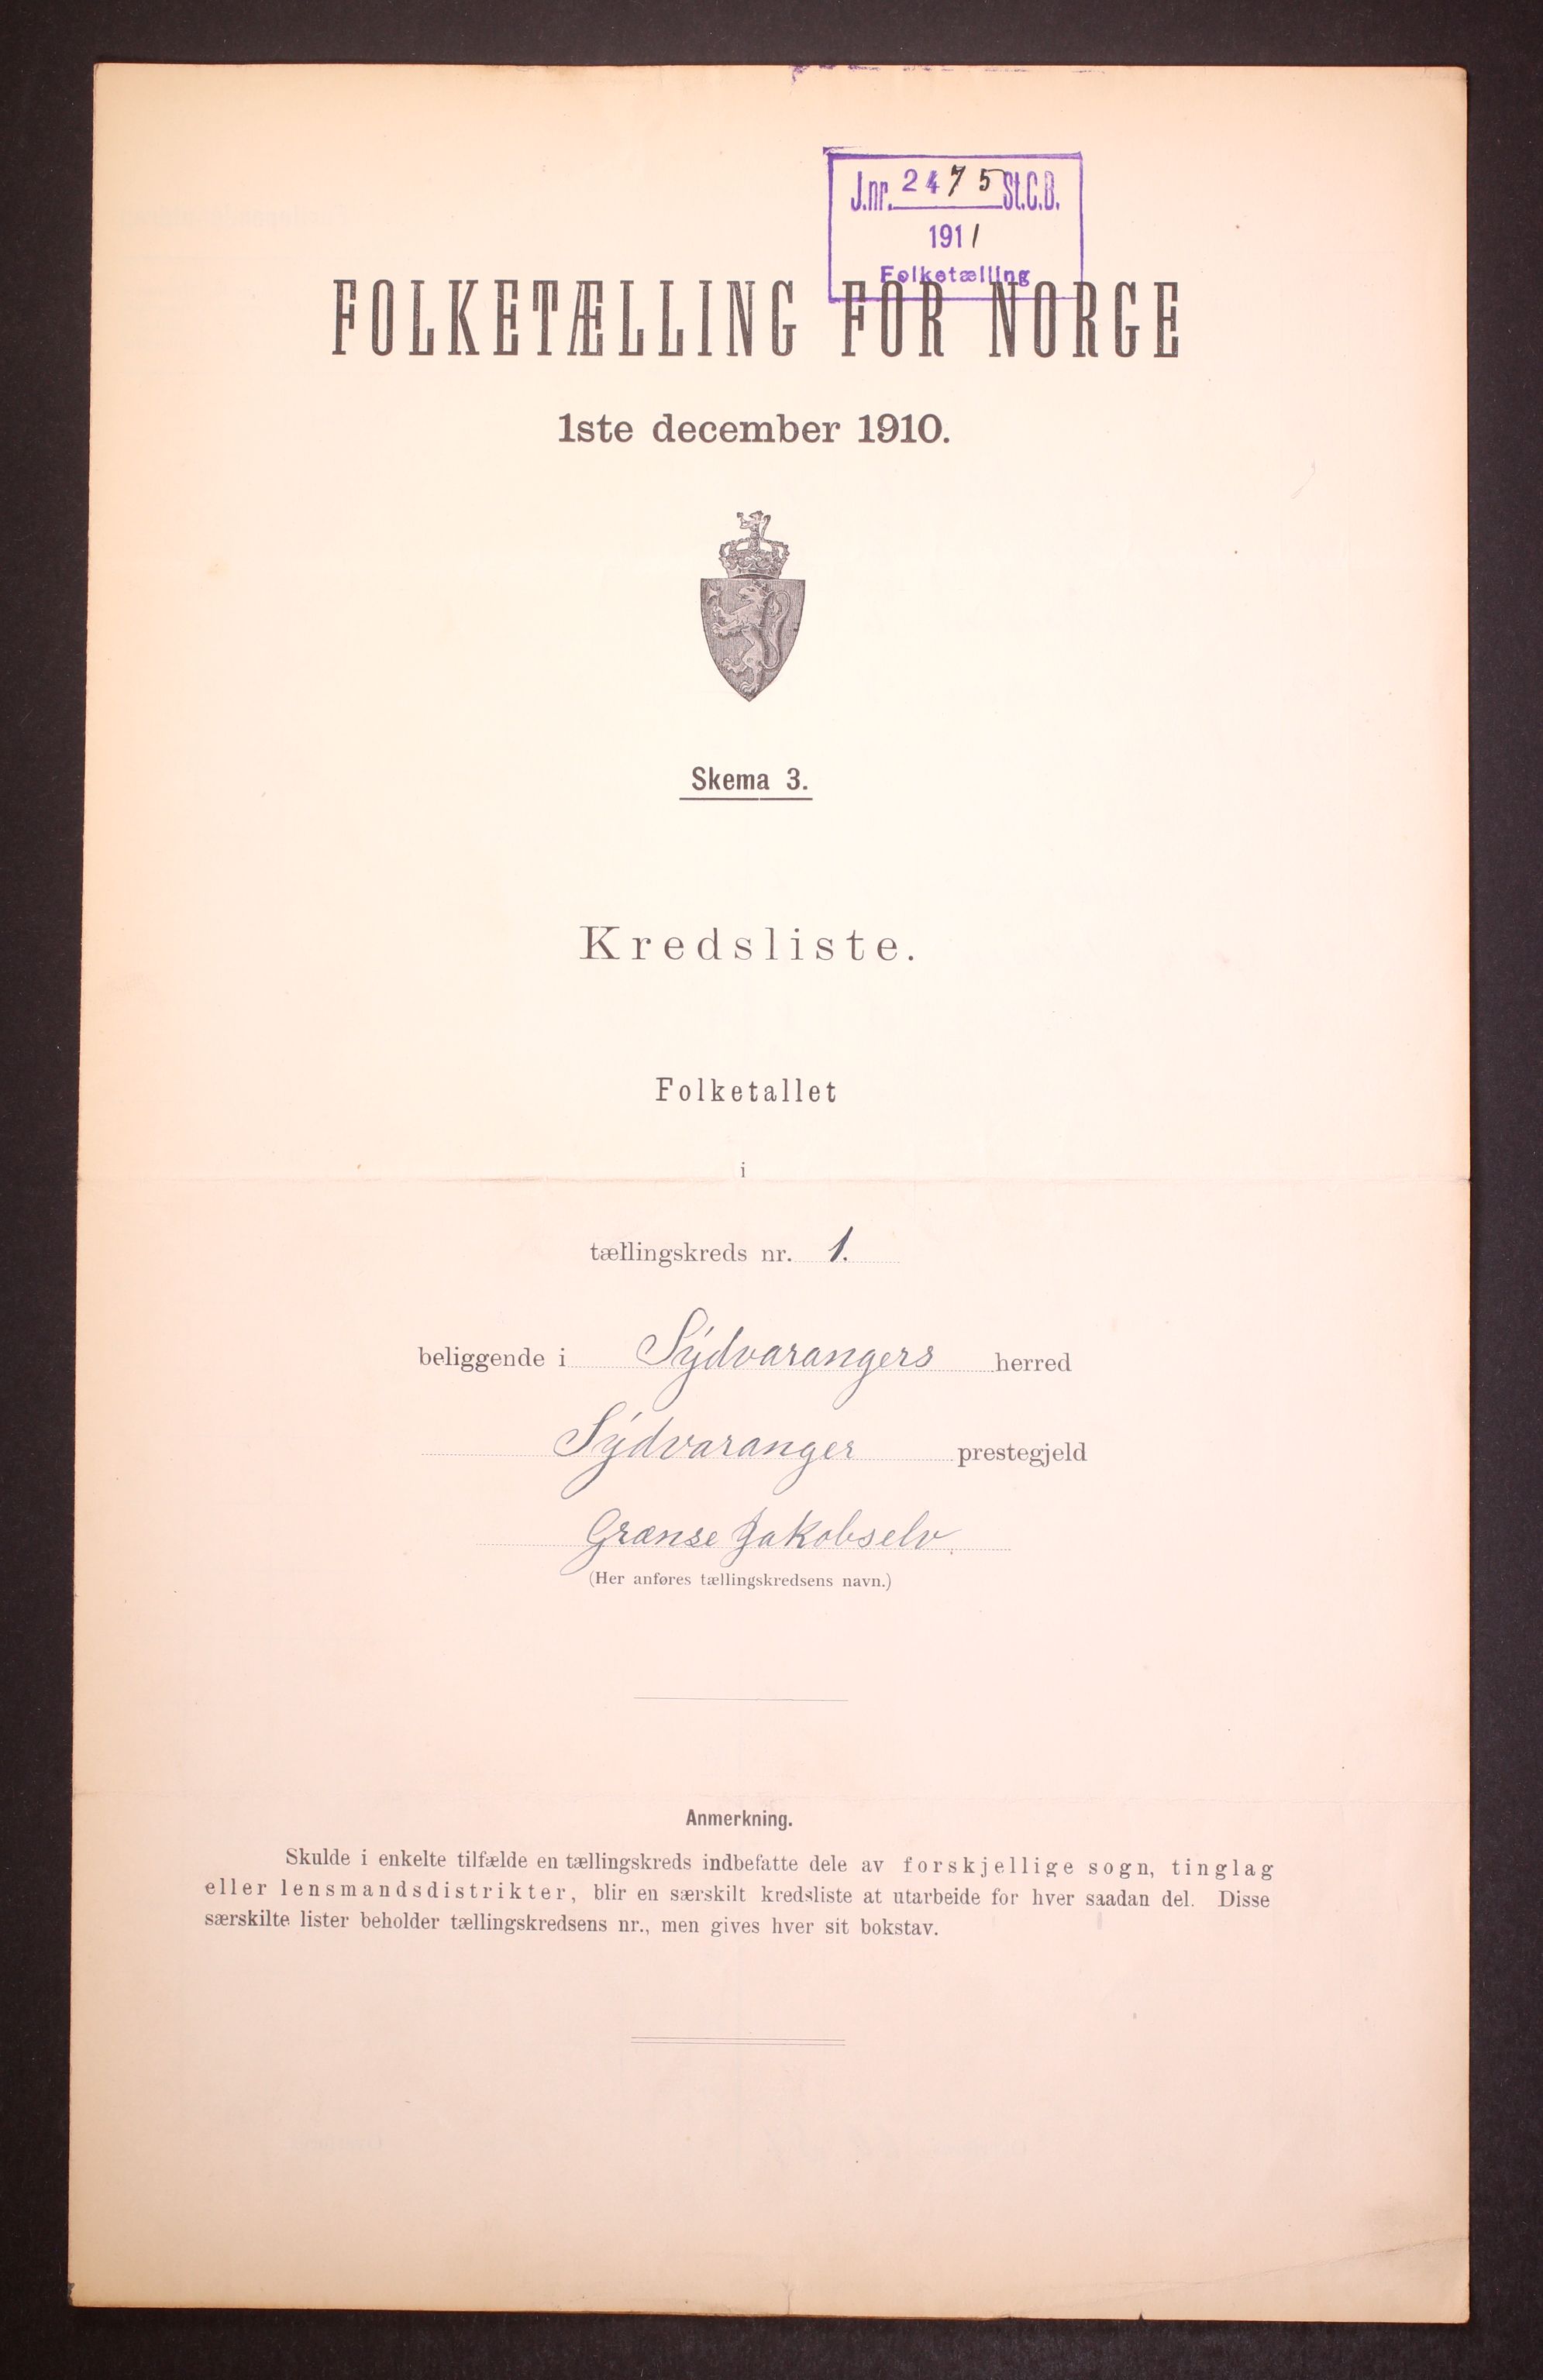 J.nr. 2475 St.C.B.
1911
Folketælling
FOLKETÆLLING FOR NORGE
1ste december 1910.
Skema 3.
Kredsliste.
Folketallet
i
tællingskreds nr. 1.
beliggende i Sydvarangers herred
Sydvaranger prestegjeld
Grænse Jakobselv.
(Her anføres tællingskredsens navn.)
Anmerkning.
Skulde i enkelte tilfælde en tællingskreds indbefatte dele av forskjellige sogn, tinglag
eller lensmandsdistrikter, blir en særskilt kredsliste at utarbeide for hver saadan del. Disse
særskilte lister beholder tællingskredsens nr., men gives hver sit bokstav.